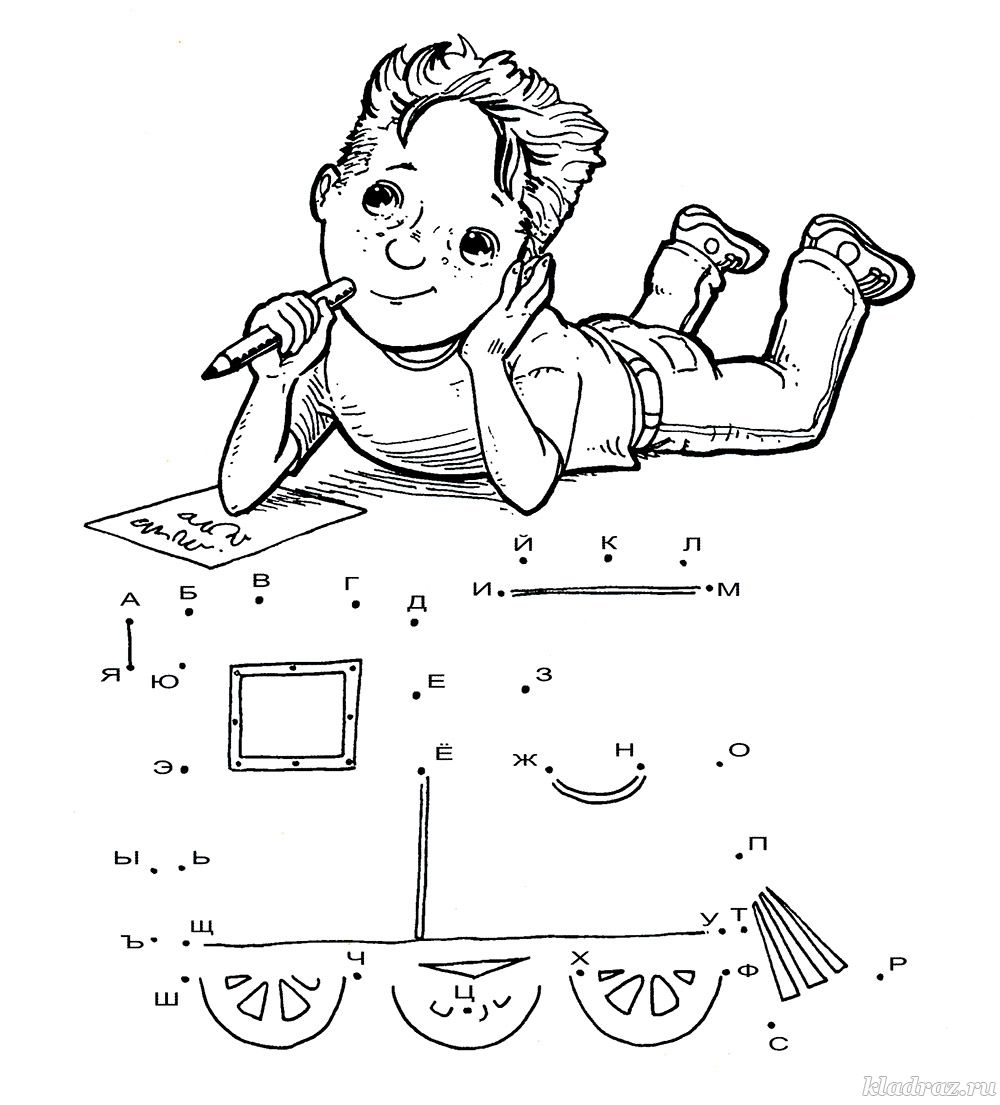 Й К Л
И М
А Б В Г Д
Я Ю Е З
Э Ё Ж Н О
Ы Ь П
Ъ Щ У Т
Ш Ч Ц Х Ф Р
С
kladraz.ru